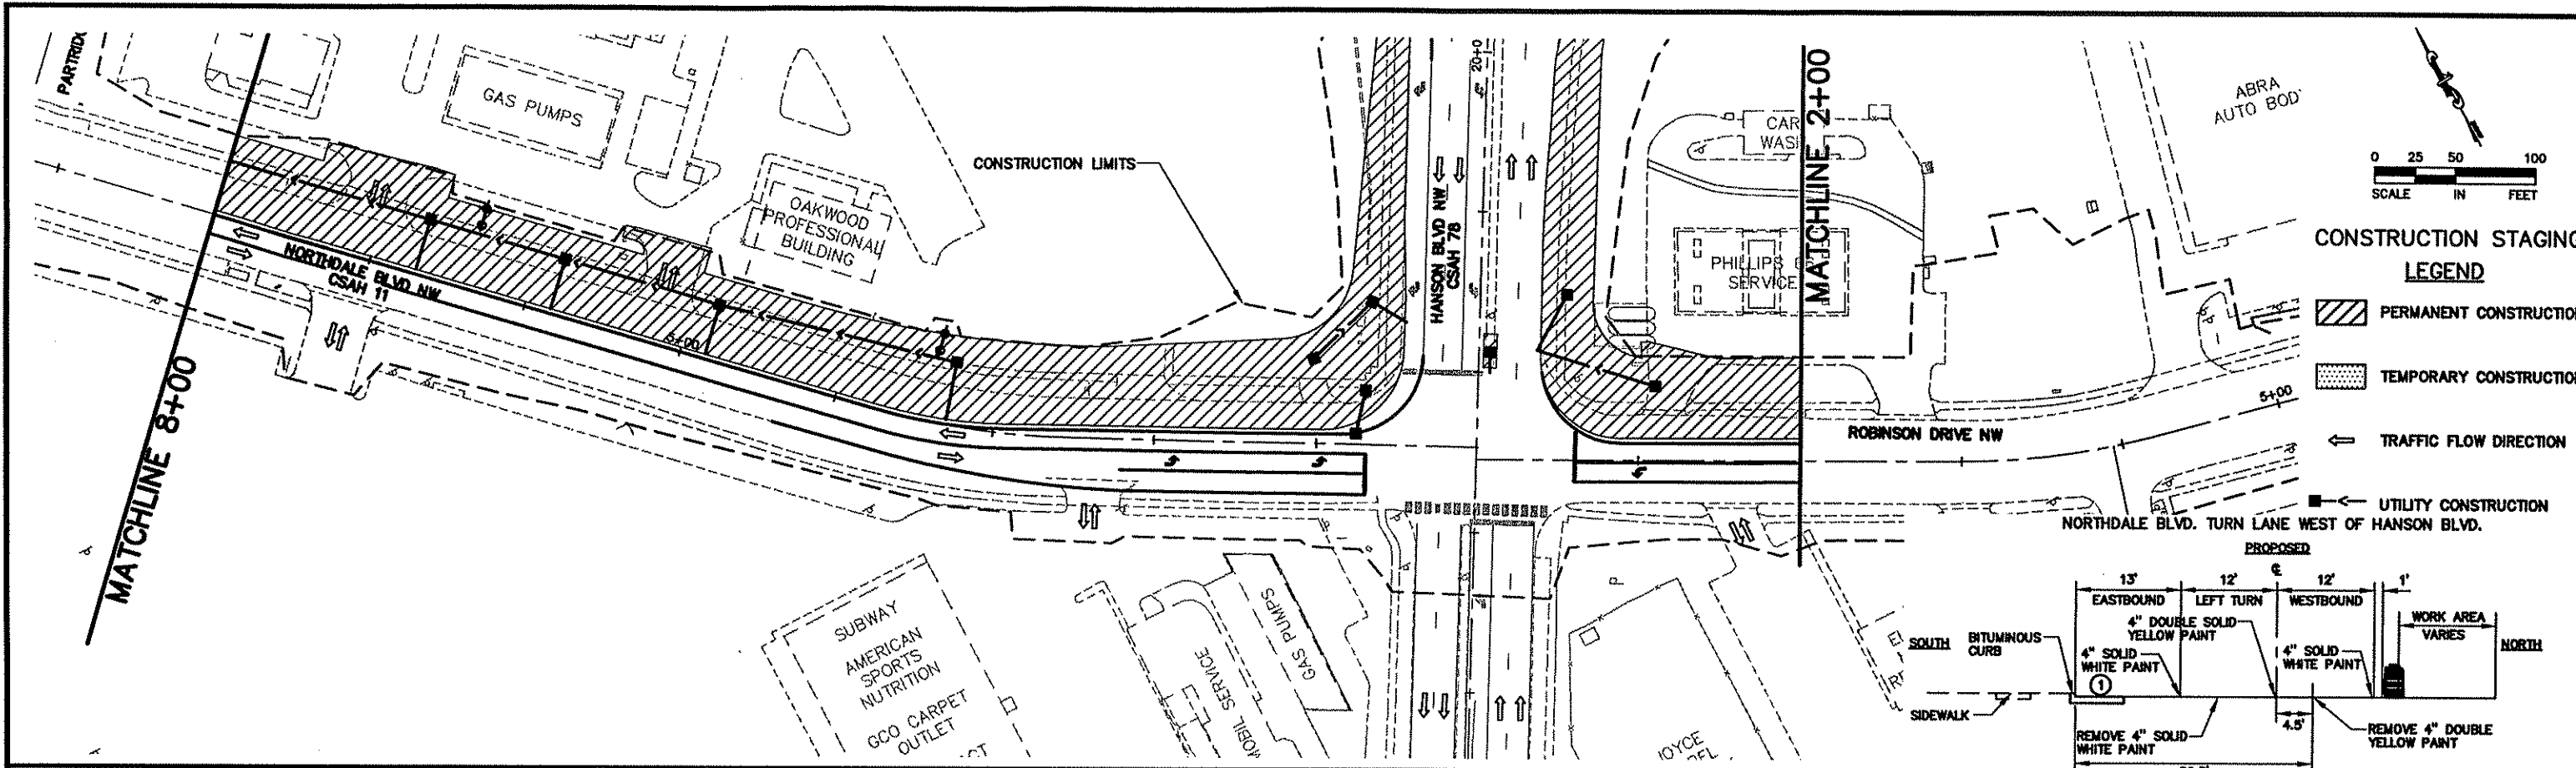 PARTRIDG
GAS PUMPS
OAKWOOD
PROFESSIONAL
BUILDING
CONSTRUCTION LIMITS
HANSON BLVD NW
CSAH 78
20+0
MATCHLINE 2+00
CAR
WAS
PHILLIPS
SERVICE
ABRA
AUTO BOD
0 25 50 100
SCALE IN FEET
CONSTRUCTION STAGING
LEGEND
PERMANENT CONSTRUCTION
TEMPORARY CONSTRUCTION
TRAFFIC FLOW DIRECTION
UTILITY CONSTRUCTION
MATCHLINE 8+00
NORTHDALE BLVD NW
CSAH 11
5+00
ROBINSON DRIVE NW
5+00
SUBWAY
AMERICAN
SPORTS
NUTRITION
GCO CARPET
OUTLET
MOBIL SERVICE
GAS PUMPS
NORTHDALE BLVD. TURN LANE WEST OF HANSON BLVD.
PROPOSED
13' 12' 12' 1'
EASTBOUND LEFT TURN WESTBOUND
WORK AREA
VARIES
SOUTH
NORTH
BITUMINOUS
CURB
4" DOUBLE SOLID
YELLOW PAINT
4" SOLID
WHITE PAINT
4" SOLID
WHITE PAINT
1
SIDEWALK
4.5'
REMOVE 4" SOLID
WHITE PAINT
REMOVE 4" DOUBLE
YELLOW PAINT